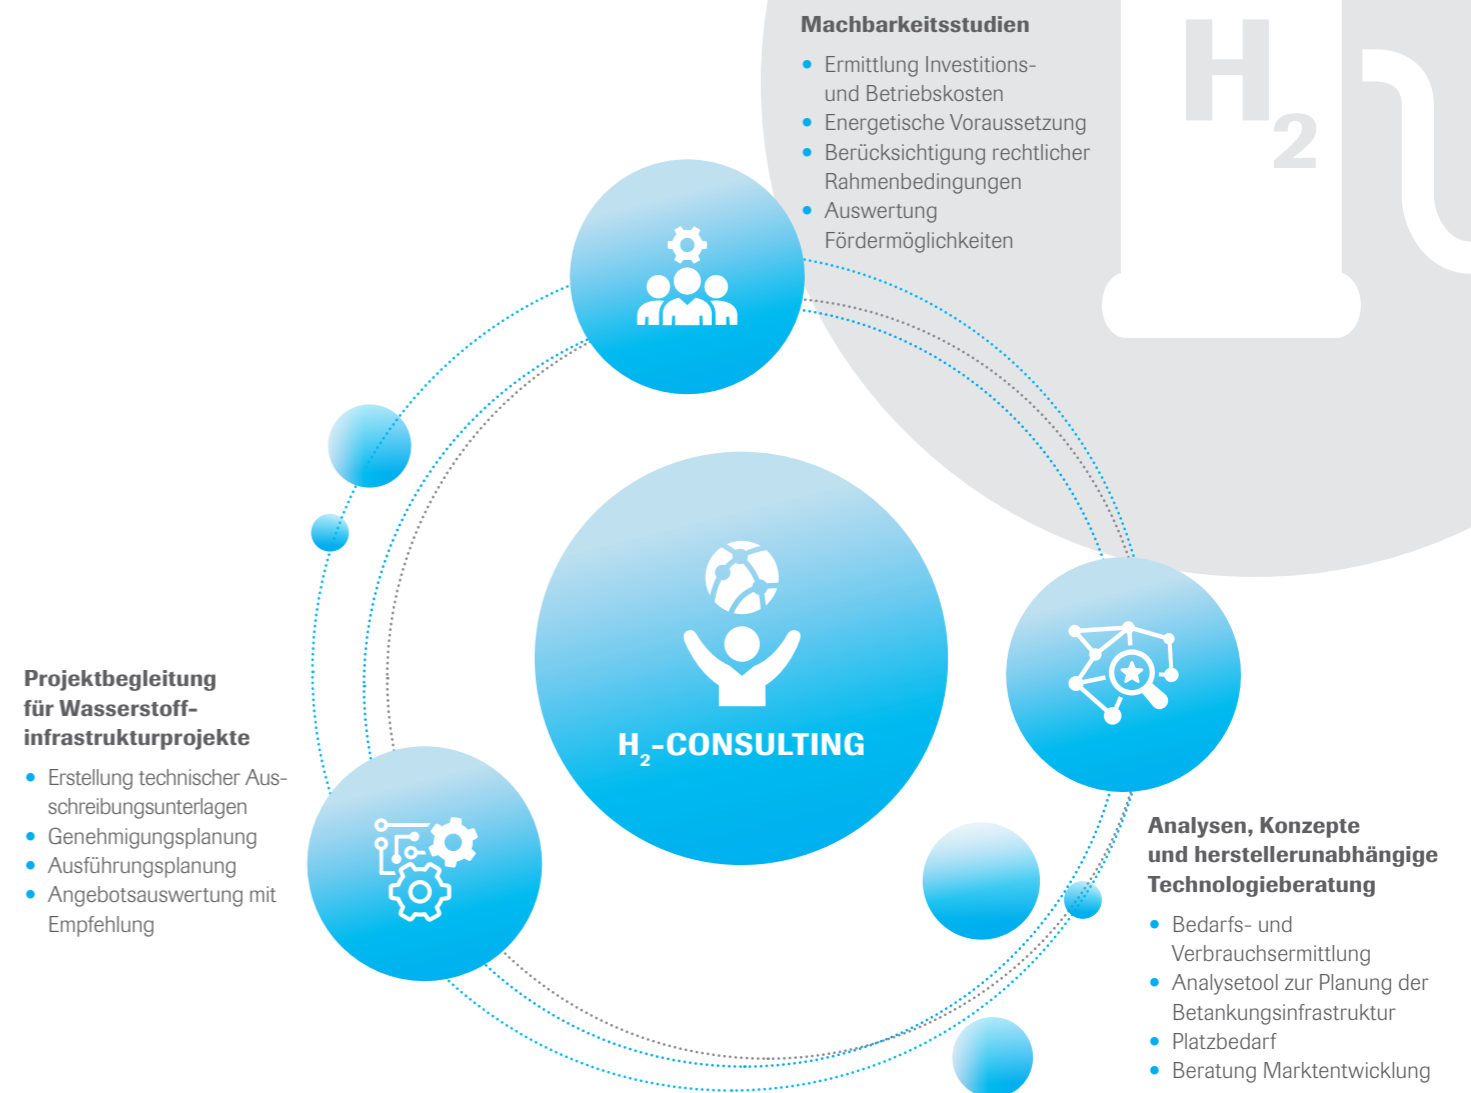 Machbarkeitsstudien
• Ermittlung Investitions-
und Betriebskosten
• Energetische Voraussetzung
• Berücksichtigung rechtlicher
Rahmenbedingungen
• Auswertung
Fördermöglichkeiten
H₂
H₂-CONSULTING
Projektbegleitung
für Wasserstoff-
infrastrukturprojekte
• Erstellung technischer Aus-
schreibungsunterlagen
• Genehmigungsplanung
• Ausführungsplanung
• Angebotsauswertung mit
Empfehlung
Analysen, Konzepte
und herstellerunabhängige
Technologieberatung
• Bedarfs- und
Verbrauchsermittlung
• Analysetool zur Planung der
Betankungsinfrastruktur
• Platzbedarf
• Beratung Marktentwicklung